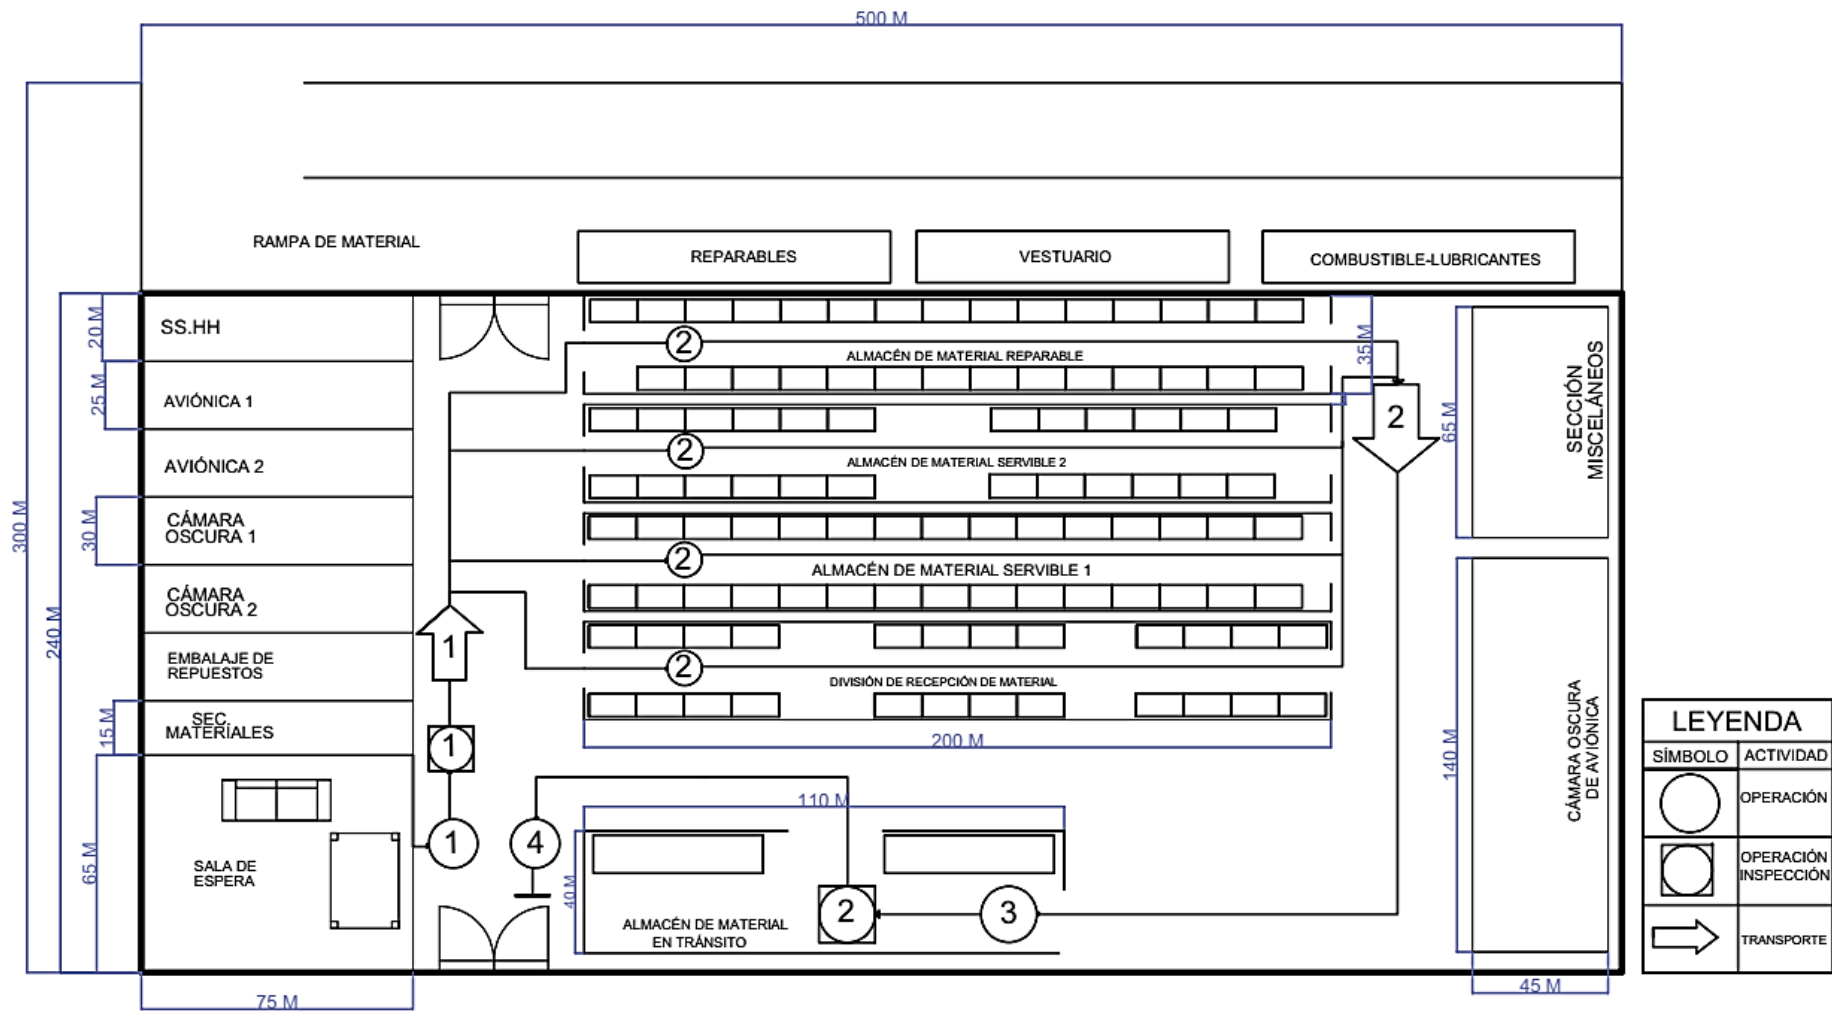 500 M
RAMPA DE MATERIAL
REPARABLES
VESTUARIO
COMBUSTIBLE-LUBRICANTES
300 M
240 M
20 M
SS.HH
25 M
AVIÓNICA 1
AVIÓNICA 2
30 M
CÁMARA
OSCURA 1
CÁMARA
OSCURA 2
EMBALAJE DE
REPUESTOS
15 M
SEC.
MATERIALES
65 M
SALA DE
ESPERA
75 M
1
1
1
4
2
ALMACÉN DE MATERIAL REPARABLE
35 M
2
2
ALMACÉN DE MATERIAL SERVIBLE 2
2
ALMACÉN DE MATERIAL SERVIBLE 1
2
DIVISIÓN DE RECEPCIÓN DE MATERIAL
200 M
110 M
40 M
ALMACÉN DE MATERIAL
EN TRÁNSITO
2
3
65 M
SECCIÓN
MISCELÁNEOS
140 M
CÁMARA OSCURA
DE AVIÓNICA
45 M
LEYENDA
SÍMBOLO ACTIVIDAD
OPERACIÓN
OPERACIÓN
INSPECCIÓN
TRANSPORTE